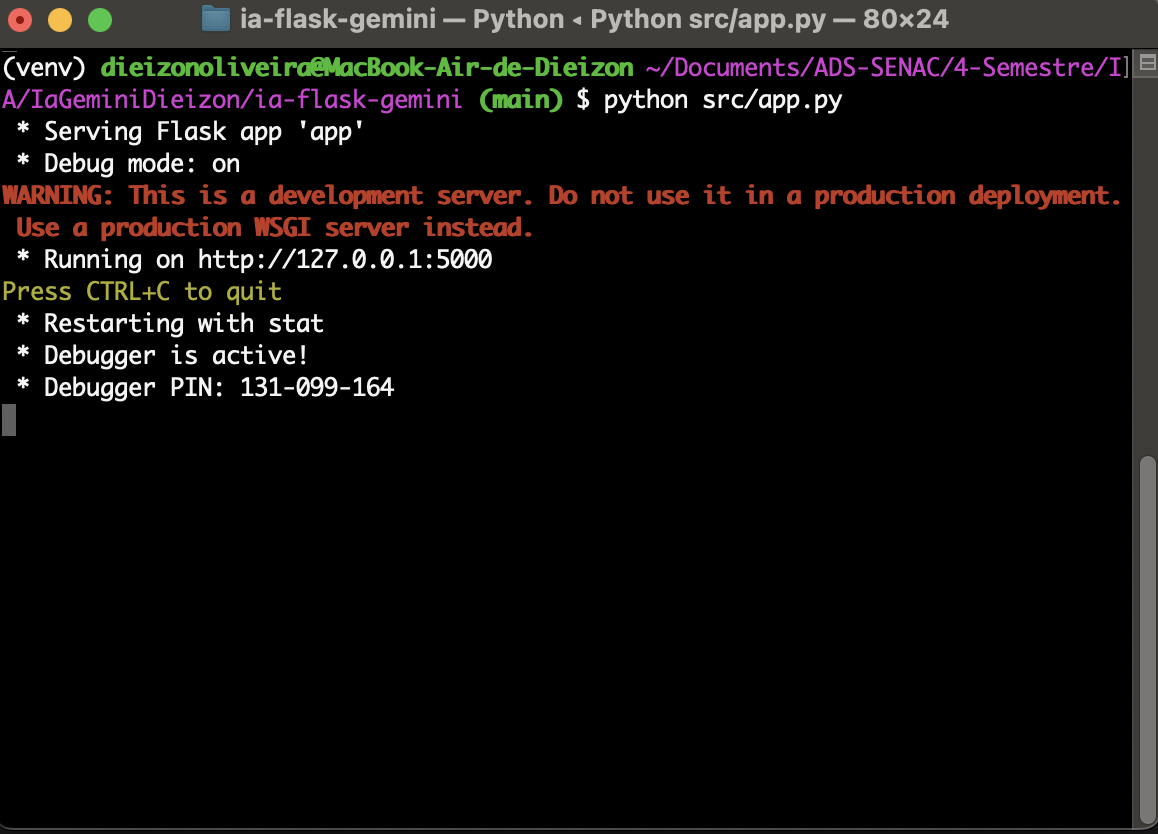 ia-flask-gemini — Python ◂ Python src/app.py — 80×24
(venv) dieizonoliveira@MacBook-Air-de-Dieizon ~/Documents/ADS-SENAC/4-Semestre/I]
A/IaGeminiDieizon/ia-flask-gemini (main) $ python src/app.py
 * Serving Flask app 'app'
 * Debug mode: on
WARNING: This is a development server. Do not use it in a production deployment.
 Use a production WSGI server instead.
 * Running on http://127.0.0.1:5000
Press CTRL+C to quit
 * Restarting with stat
 * Debugger is active!
 * Debugger PIN: 131-099-164